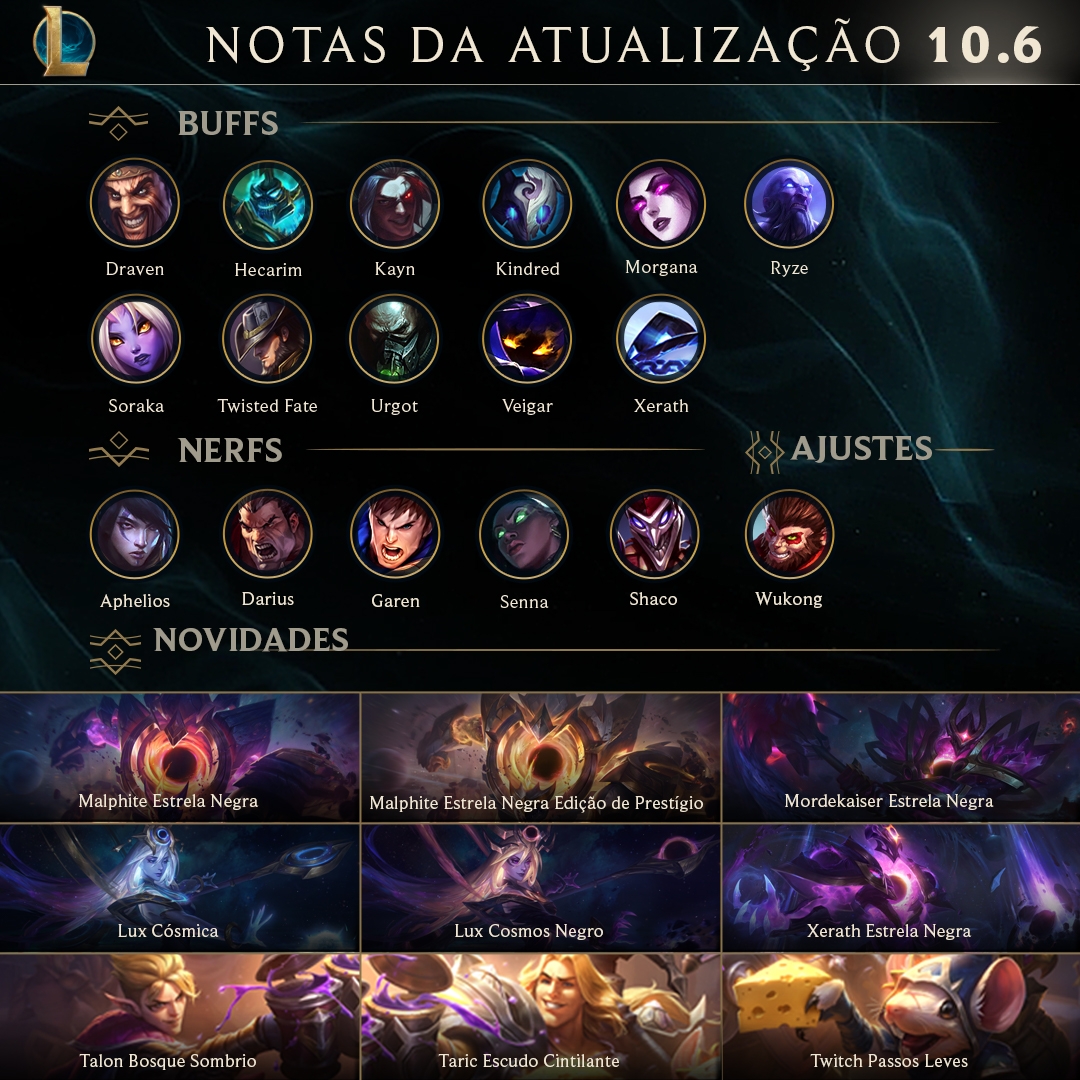 NOTAS DA ATUALIZAÇÃO 10.6
BUFFS
Draven
Hecarim
Kayn
Kindred
Morgana
Ryze
Soraka
Twisted Fate
Urgot
Veigar
Xerath
NERFS
AJUSTES
Aphelios
Darius
Garen
Senna
Shaco
Wukong
NOVIDADES
Malphite Estrela Negra
Malphite Estrela Negra Edição de Prestígio
Mordekaiser Estrela Negra
Lux Cósmica
Lux Cosmos Negro
Xerath Estrela Negra
Talon Bosque Sombrio
Taric Escudo Cintilante
Twitch Passos Leves